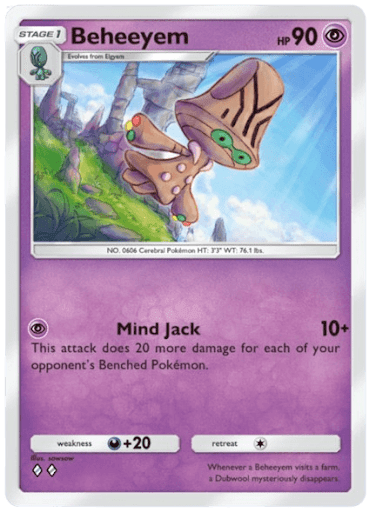 STAGE 1
Beheeyem
HP 90
Evolves from Elgyem
NO. 0606 Cerebral Pokémon HT: 3'3" WT: 76.1 lbs.
Mind Jack 10+
This attack does 20 more damage for each of your
opponent's Benched Pokémon.
weakness +20
retreat
Illus. sowsow
Whenever a Beheeyem visits a farm,
a Dubwool mysteriously disappears.